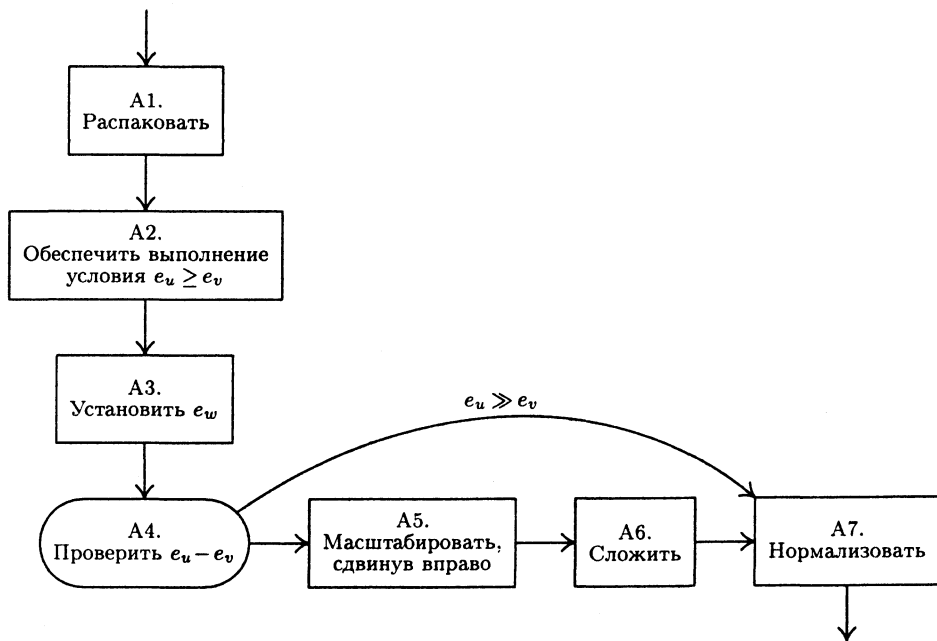 A1.
Распаковать
A2.
Обеспечить выполнение
условия e_u ≥ e_v
A3.
Установить e_w
e_u ≫ e_v
A4.
Проверить e_u − e_v
A5.
Масштабировать,
сдвинув вправо
A6.
Сложить
A7.
Нормализовать